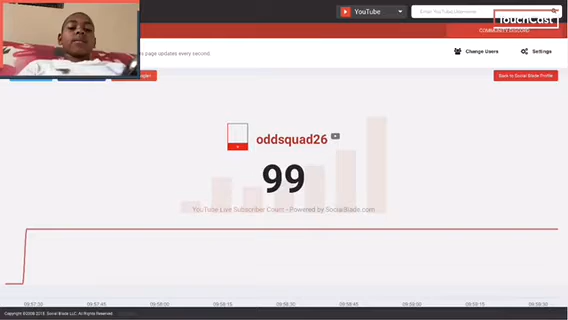 YouTube
Enter YouTube Username
TouchCast
COMMUNITY DISCORD
page updates every second.
Change Users
Settings
Back to Social Blade Profile
oddsquad26
99
YouTube Live Subscriber Count - Powered by SocialBlade.com
09:57:30
09:57:45
09:58:00
09:58:15
09:58:30
09:58:45
09:59:00
09:59:15
09:59:30
Copyright ©2008-2018. Social Blade LLC. All Rights Reserved.